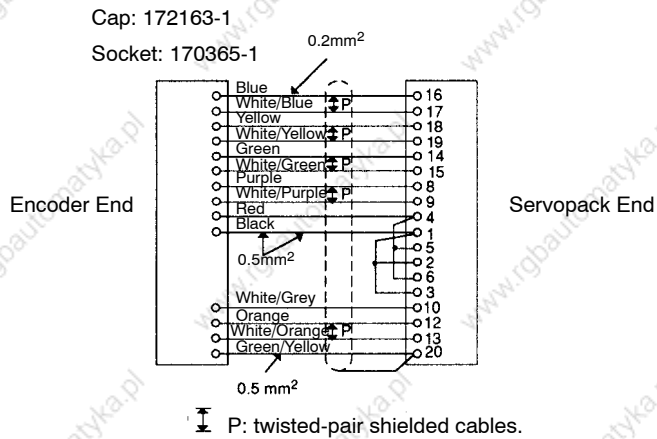 Cap: 172163-1
Socket: 170365-1
0.2mm²
Blue 16
White/Blue P 17
Yellow 18
White/Yellow P 19
Green 14
White/Green P 15
Purple 8
White/Purple P 9
Red 4
Black 1
5
2
6
3
Encoder End
Servopack End
0.5mm²
White/Grey 10
Orange 12
White/Orange P 13
Green/Yellow 20
0.5 mm²
P: twisted-pair shielded cables.